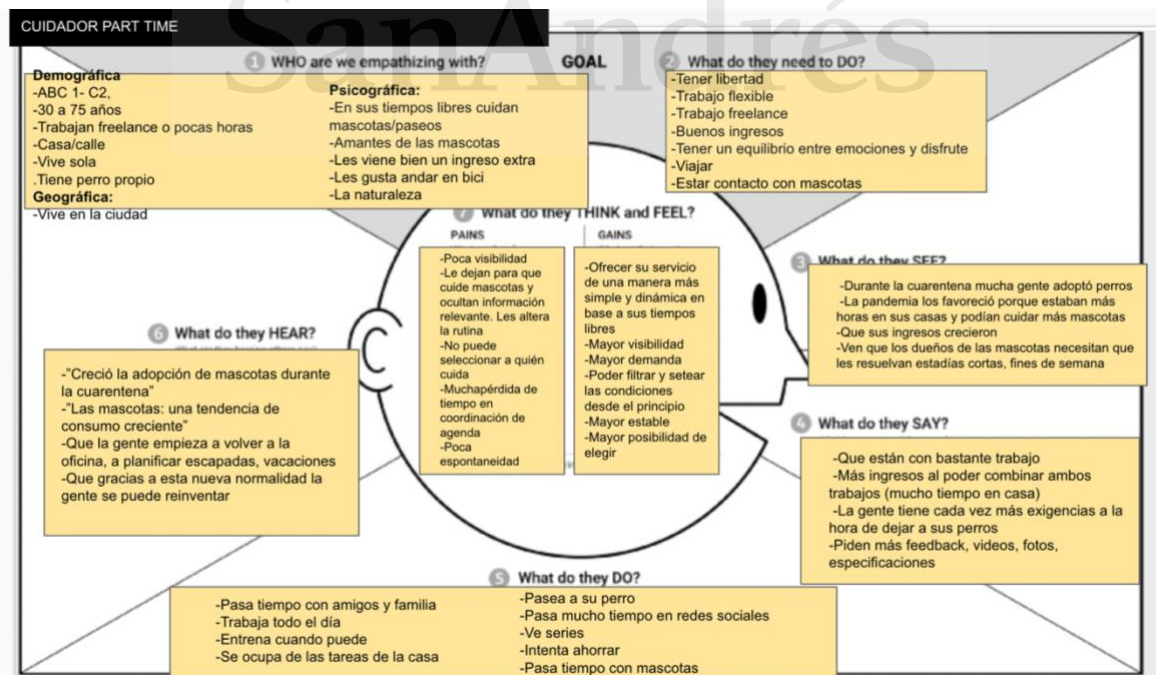 SanAndrés
CUIDADOR PART TIME
1 WHO are we empathizing with?
GOAL
Demográfica
-ABC 1- C2,
-30 a 75 años
-Trabajan freelance o pocas horas
-Casa/calle
-Vive sola
.Tiene perro propio
Geográfica:
-Vive en la ciudad
Psicográfica:
-En sus tiempos libres cuidan
mascotas/paseos
-Amantes de las mascotas
-Les viene bien un ingreso extra
-Les gusta andar en bici
-La naturaleza
2 What do they need to DO?
-Tener libertad
-Trabajo flexible
-Trabajo freelance
-Buenos ingresos
-Tener un equilibrio entre emociones y disfrute
-Viajar
-Estar contacto con mascotas
7 What do they THINK and FEEL?
PAINS
-Poca visibilidad
-Le dejan para que
cuide mascotas y
ocultan información
relevante. Les altera
la rutina
-No puede
seleccionar a quién
cuida
-Muchapérdida de
tiempo en
coordinación de
agenda
-Poca
espontaneidad
GAINS
-Ofrecer su servicio
de una manera más
simple y dinámica en
base a sus tiempos
libres
-Mayor visibilidad
-Mayor demanda
-Poder filtrar y setear
las condiciones
desde el principio
-Mayor estable
-Mayor posibilidad de
elegir
3 What do they SEE?
-Durante la cuarentena mucha gente adoptó perros
-La pandemia los favoreció porque estaban más
horas en sus casas y podían cuidar más mascotas
-Que sus ingresos crecieron
-Ven que los dueños de las mascotas necesitan que
les resuelvan estadías cortas, fines de semana
4 What do they SAY?
-Que están con bastante trabajo
-Más ingresos al poder combinar ambos
trabajos (mucho tiempo en casa)
-La gente tiene cada vez más exigencias a la
hora de dejar a sus perros
-Piden más feedback, videos, fotos,
especificaciones
5 What do they DO?
-Pasa tiempo con amigos y familia
-Trabaja todo el día
-Entrena cuando puede
-Se ocupa de las tareas de la casa
-Pasea a su perro
-Pasa mucho tiempo en redes sociales
-Ve series
-Intenta ahorrar
-Pasa tiempo con mascotas
6 What do they HEAR?
-"Creció la adopción de mascotas durante
la cuarentena"
-"Las mascotas: una tendencia de
consumo creciente"
-Que la gente empieza a volver a la
oficina, a planificar escapadas, vacaciones
-Que gracias a esta nueva normalidad la
gente se puede reinventar